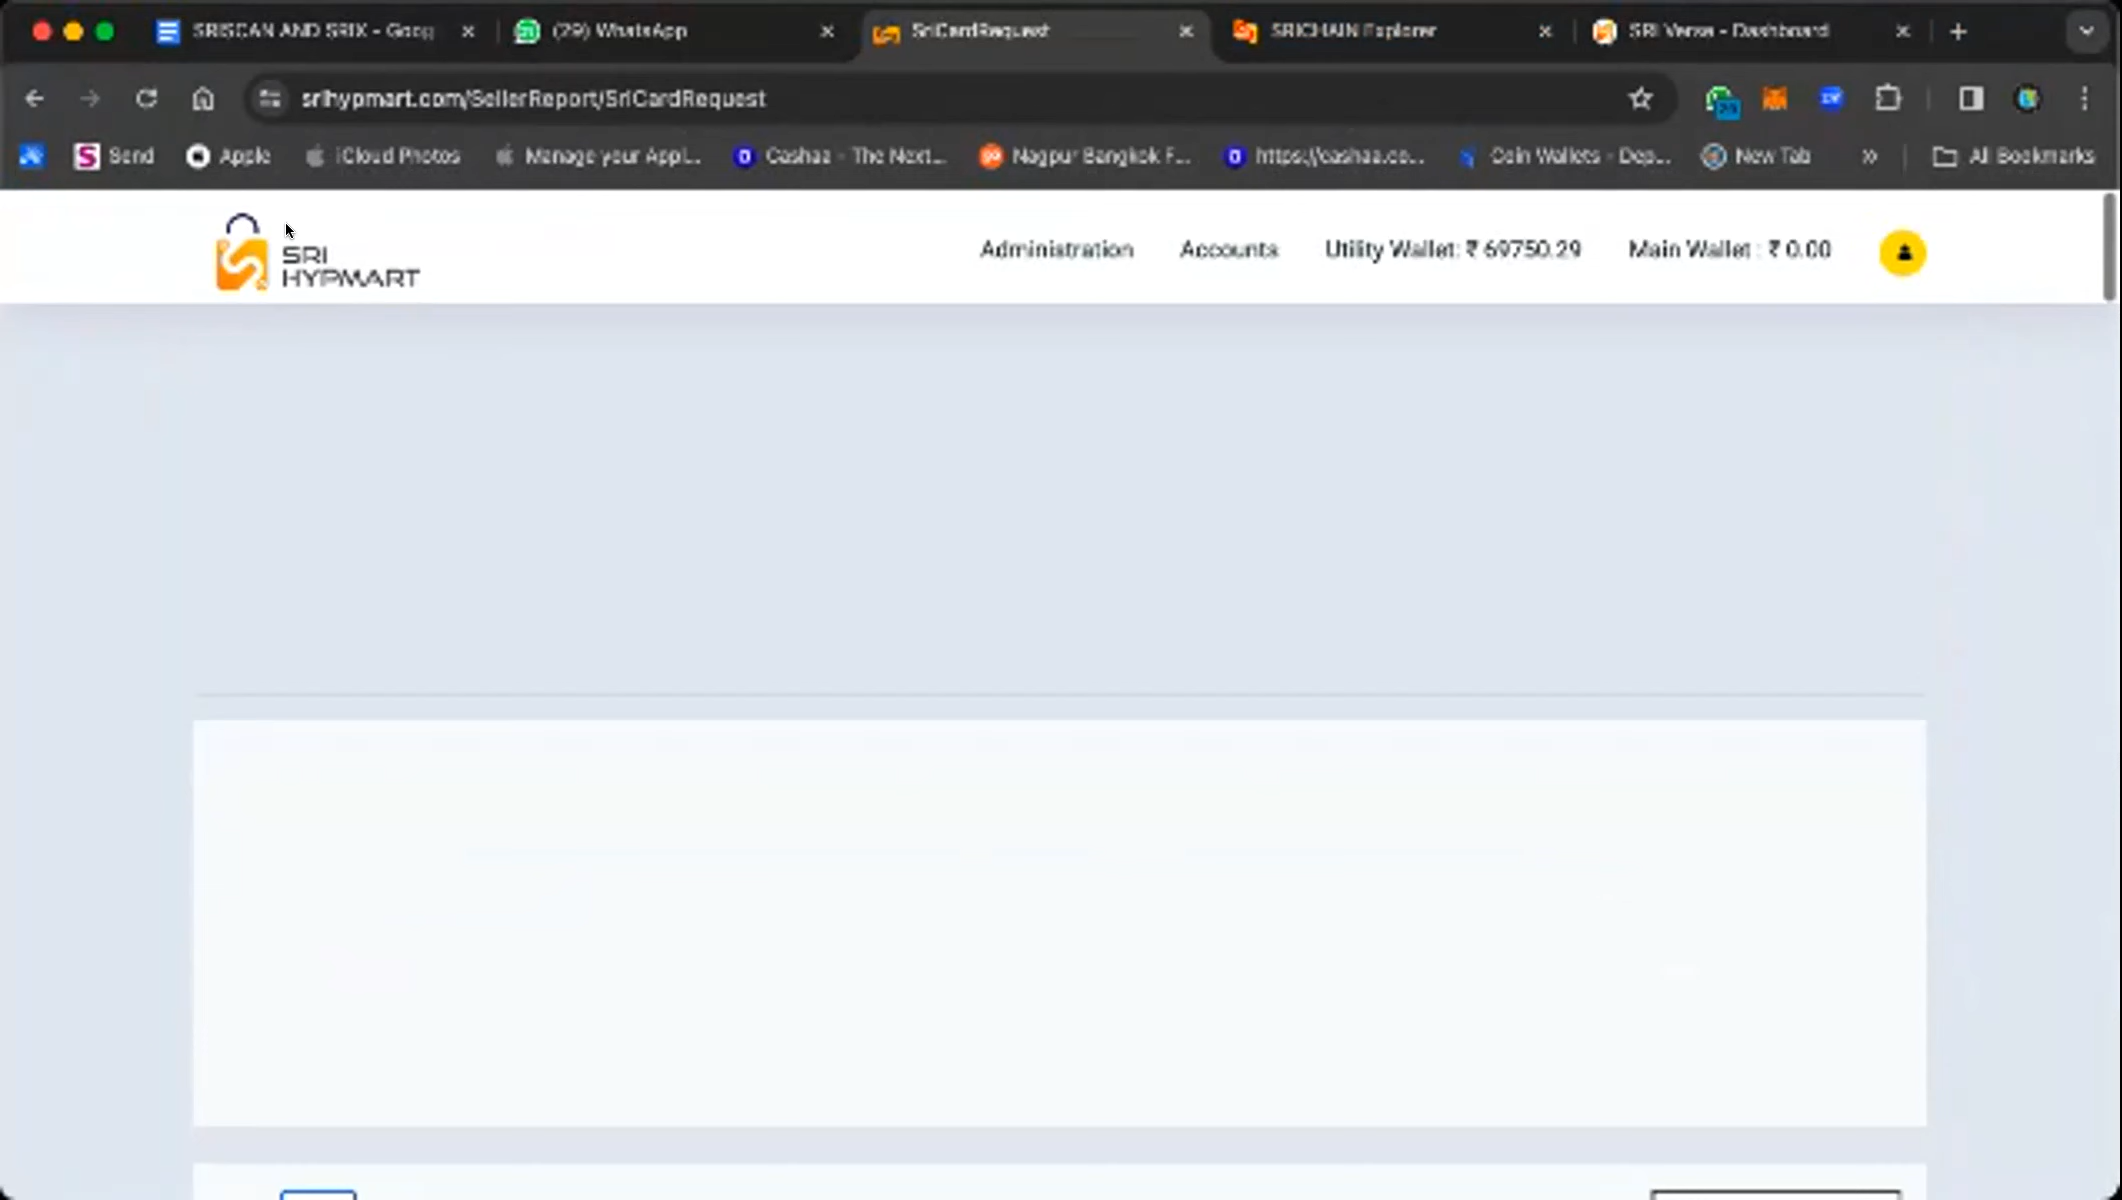 SRISCAN AND SRIX - Goog
(29) WhatsApp
SriCardRequest
SRICHAIN Explorer
SRI Verse - Dashboard
srihypmart.com/SellerReport/SriCardRequest
Send
Apple
iCloud Photos
Manage your Appl...
Cashaa - The Next...
Nagpur Bangkok F...
https://cashaa.co...
Coin Wallets - Dep...
New Tab
All Bookmarks
SRI
HYPMART
Administration
Accounts
Utility Wallet: ₹ 69750.29
Main Wallet : ₹ 0.00